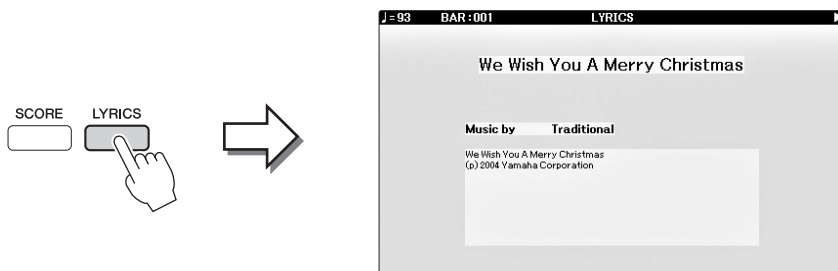 SCORE LYRICS
♩= 93 BAR : 001 LYRICS
We Wish You A Merry Christmas
Music by Traditional
We Wish You A Merry Christmas
(p) 2004 Yamaha Corporation